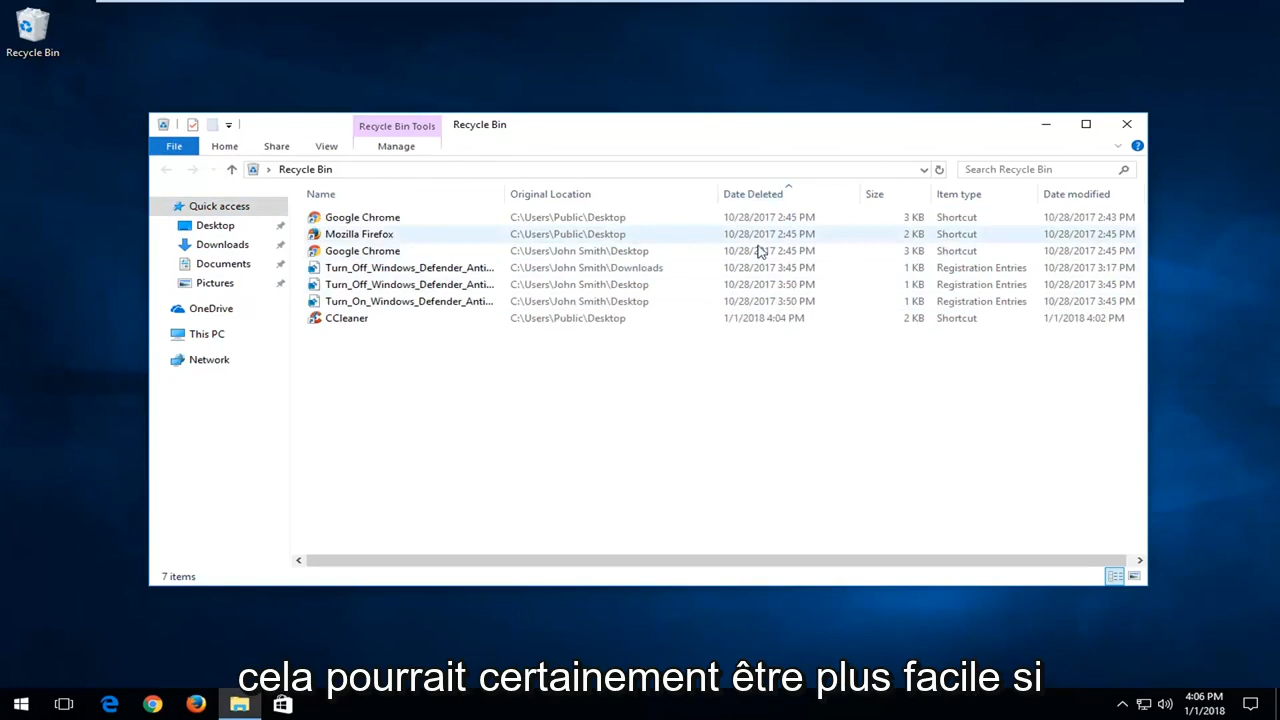 Recycle Bin
Recycle Bin Tools
Recycle Bin
File
Home
Share
View
Manage
Recycle Bin
Search Recycle Bin
Name Original Location Date Deleted Size Item type Date modified
Google Chrome C:\Users\Public\Desktop 10/28/2017 2:45 PM 3 KB Shortcut 10/28/2017 2:43 PM
Mozilla Firefox C:\Users\Public\Desktop 10/28/2017 2:45 PM 2 KB Shortcut 10/28/2017 2:45 PM
Google Chrome C:\Users\John Smith\Desktop 10/28/2017 2:45 PM 3 KB Shortcut 10/28/2017 2:45 PM
Turn_Off_Windows_Defender_Anti... C:\Users\John Smith\Downloads 10/28/2017 3:45 PM 1 KB Registration Entries 10/28/2017 3:17 PM
Turn_Off_Windows_Defender_Anti... C:\Users\John Smith\Desktop 10/28/2017 3:50 PM 1 KB Registration Entries 10/28/2017 3:45 PM
Turn_On_Windows_Defender_Anti... C:\Users\John Smith\Desktop 10/28/2017 3:50 PM 1 KB Registration Entries 10/28/2017 3:45 PM
CCleaner C:\Users\Public\Desktop 1/1/2018 4:04 PM 2 KB Shortcut 1/1/2018 4:02 PM
Quick access
Desktop
Downloads
Documents
Pictures
OneDrive
This PC
Network
7 items
cela pourrait certainement être plus facile si
4:06 PM
1/1/2018